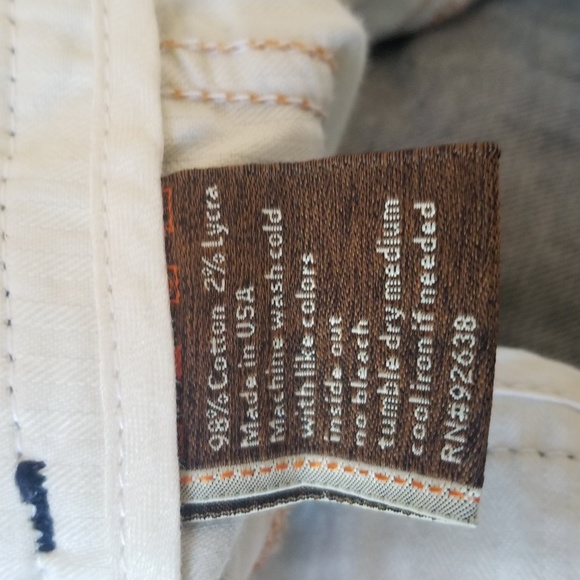 98% Cotton 2% Lycra
Made in USA
Machine wash cold
with like colors
Inside out
no bleach
tumble dry medium
cool iron if needed
RN#92638